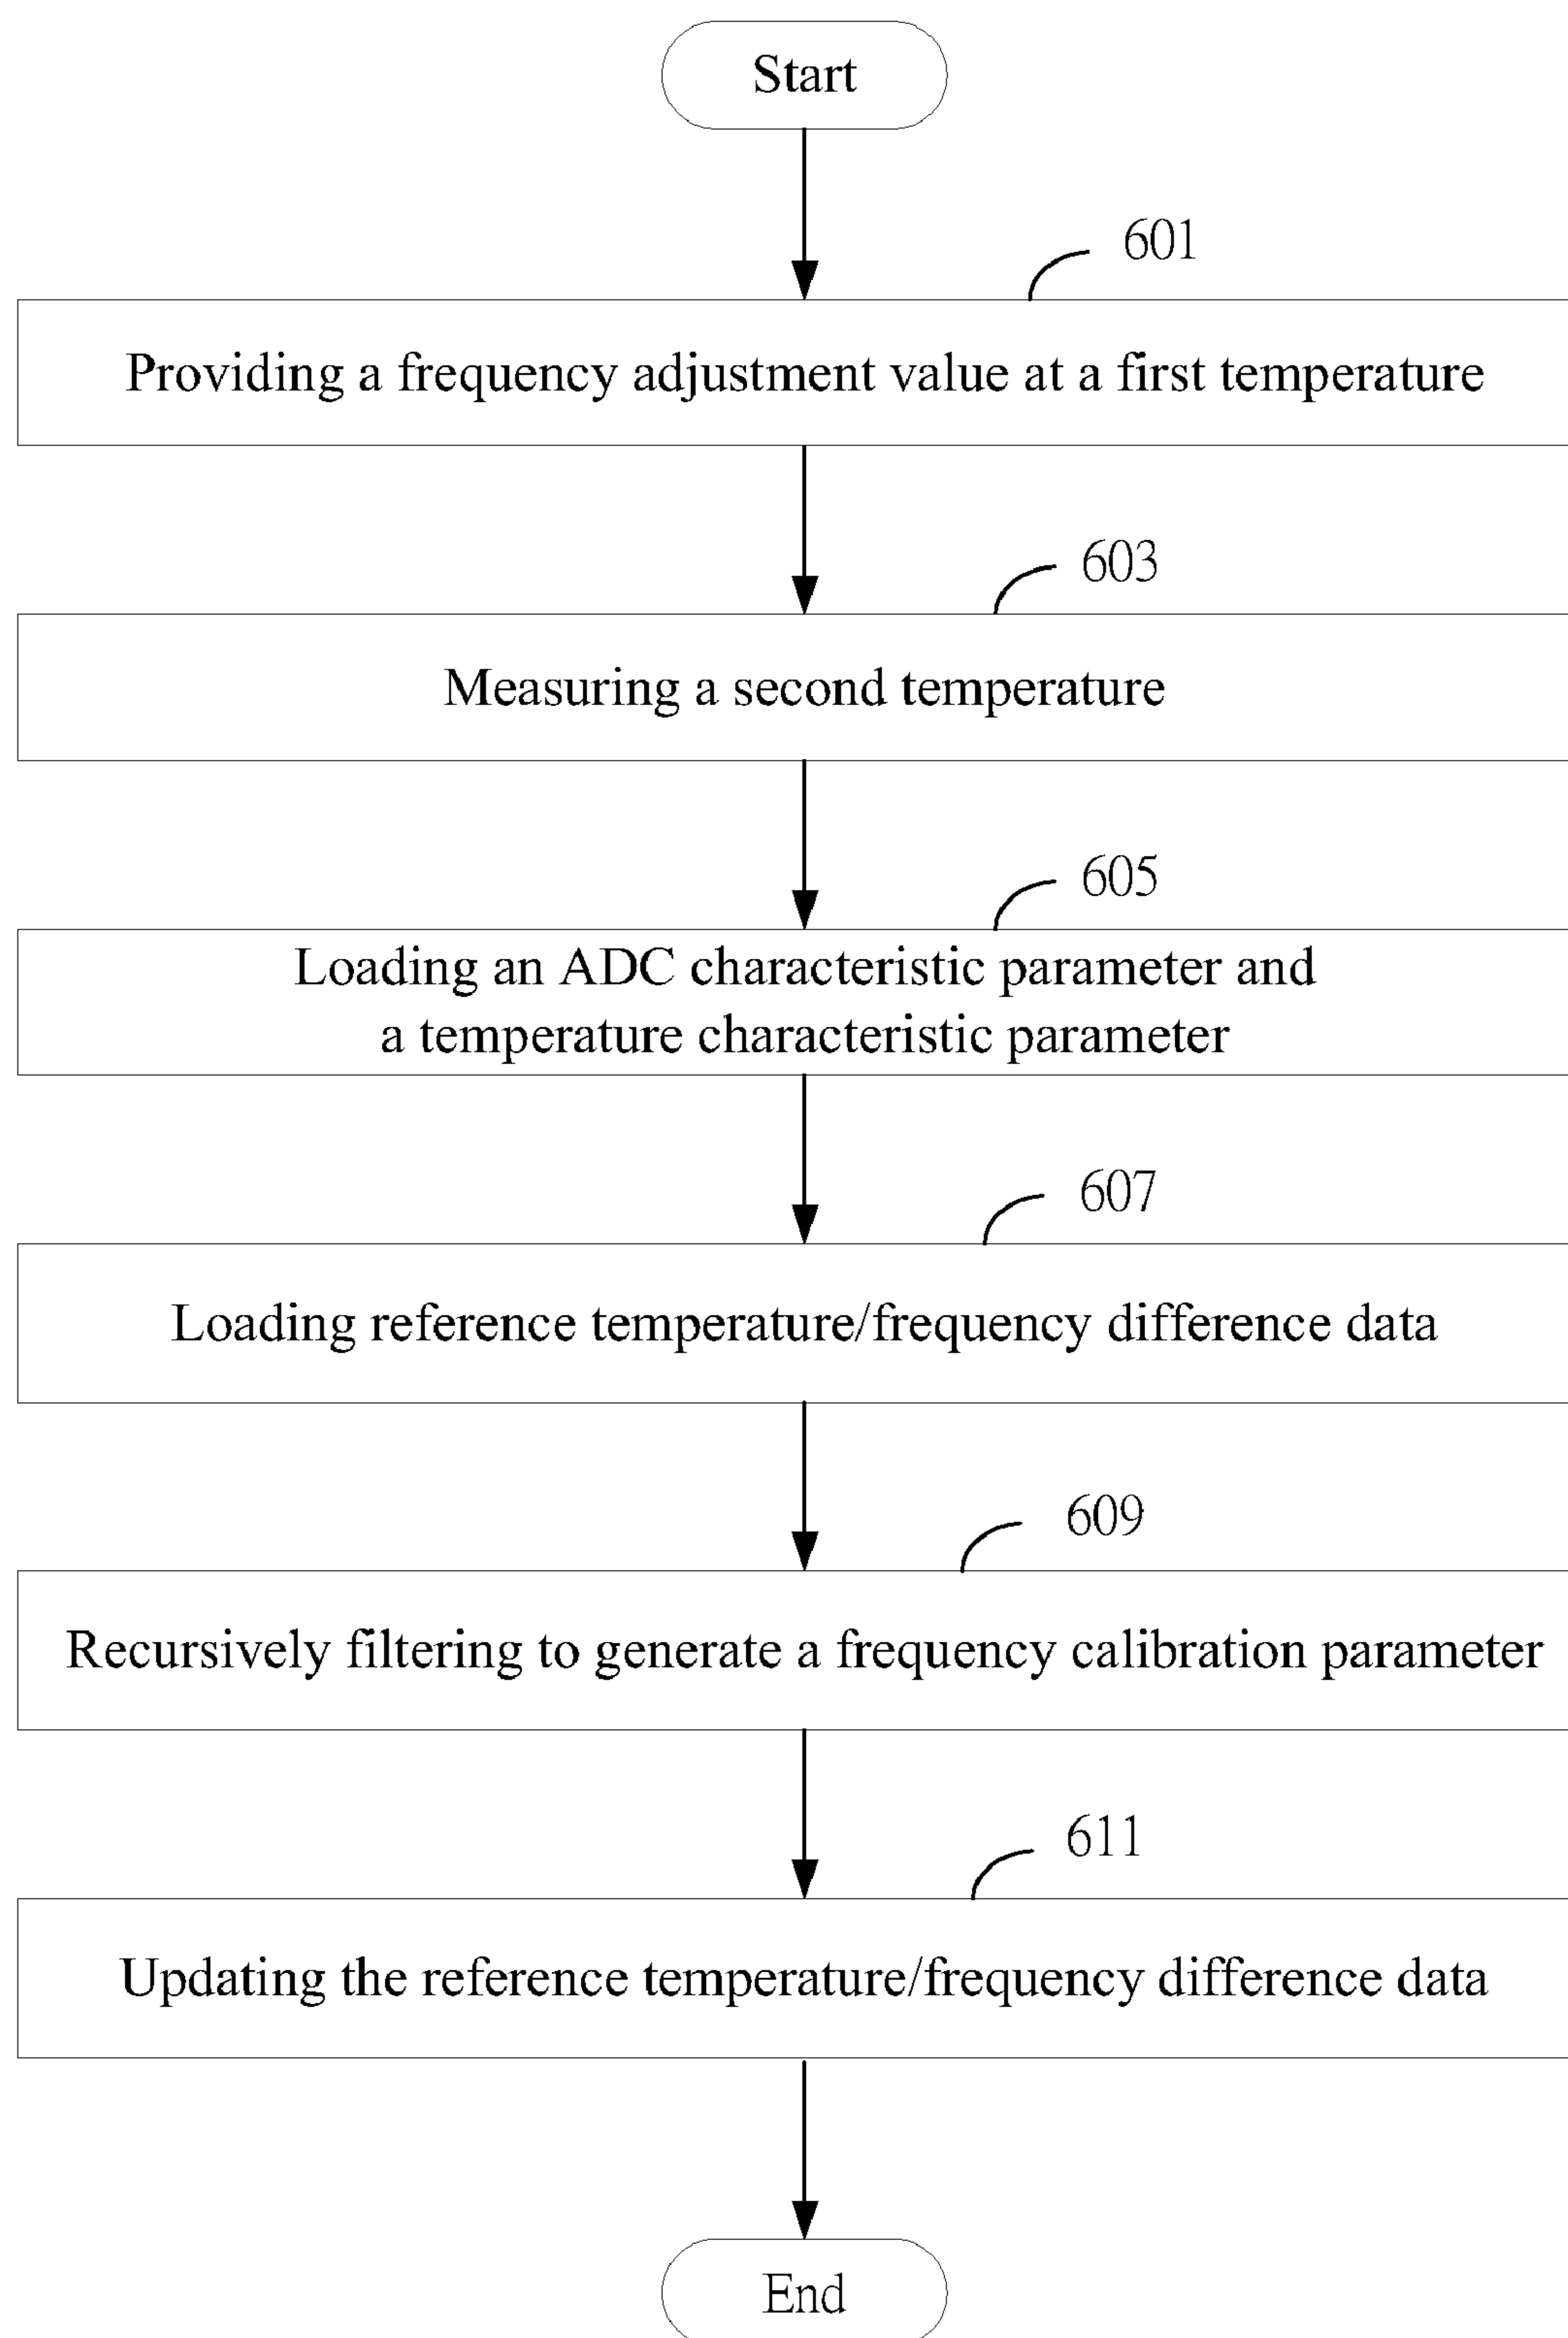 Start
601
Providing a frequency adjustment value at a first temperature
603
Measuring a second temperature
605
Loading an ADC characteristic parameter and
a temperature characteristic parameter
607
Loading reference temperature/frequency difference data
609
Recursively filtering to generate a frequency calibration parameter
611
Updating the reference temperature/frequency difference data
End